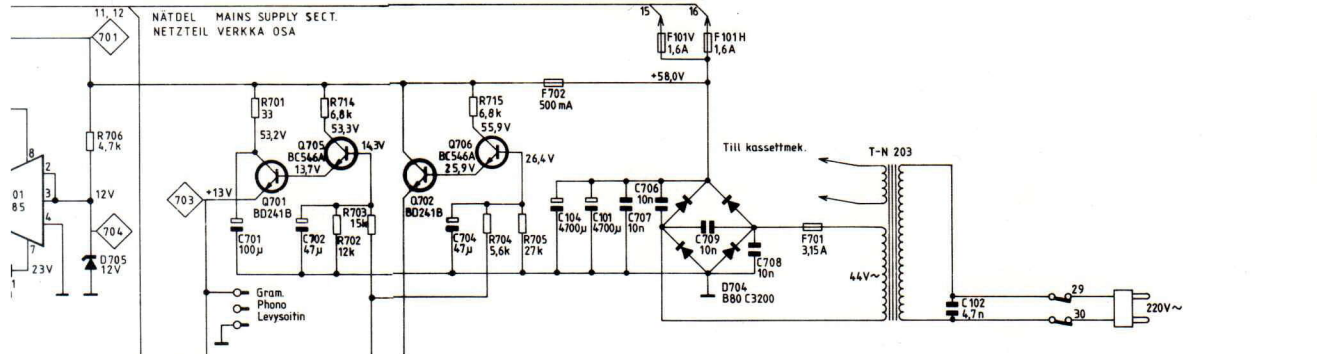 11, 12
701
NÄTDEL MAINS SUPPLY SECT.
NETZTEIL VERKKA OSA
15
16
F101V
1,6A
F101H
1,6A
+58,0V
F702
500 mA
R701
33
R714
6,8k
R715
6,8k
53,2V
53,3V
55,9V
R706
4,7k
Q705
BC546A
13,7V
14,3V
Q706
BC546A
25,9V
26,4V
Till kassettmek.
T-N 203
8
2
3
4
7
01
85
12V
703
+13V
Q701
BD241B
Q702
BD241B
704
C701
100µ
C702
47µ
R703
15k
R702
12k
C704
47µ
R704
5,6k
R705
27k
C104
4700µ
C101
4700µ
C706
10n
C707
10n
C709
10n
C708
10n
F701
3,15A
D705
12V
23V
1
44V~
D704
B80 C3200
Gram.
Phono
Levysoitin
C102
4,7n
29
30
220V~